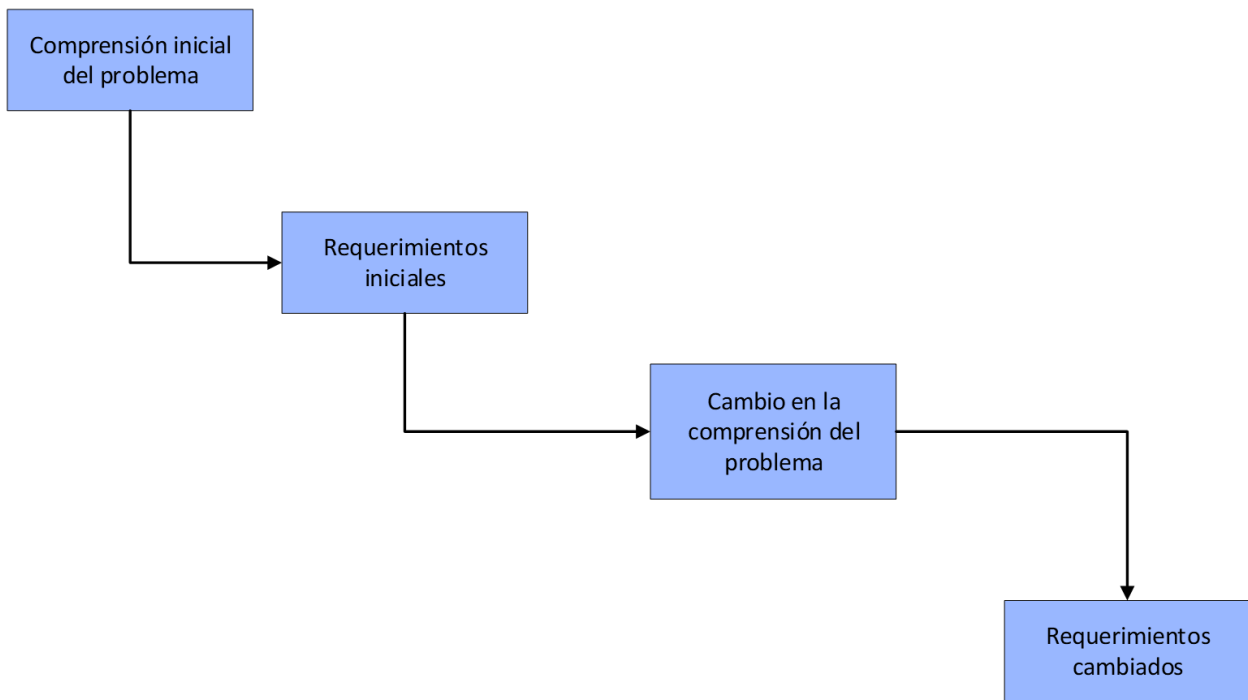 Comprensión inicial
del problema
Requerimientos
iniciales
Cambio en la
comprensión del
problema
Requerimientos
cambiados